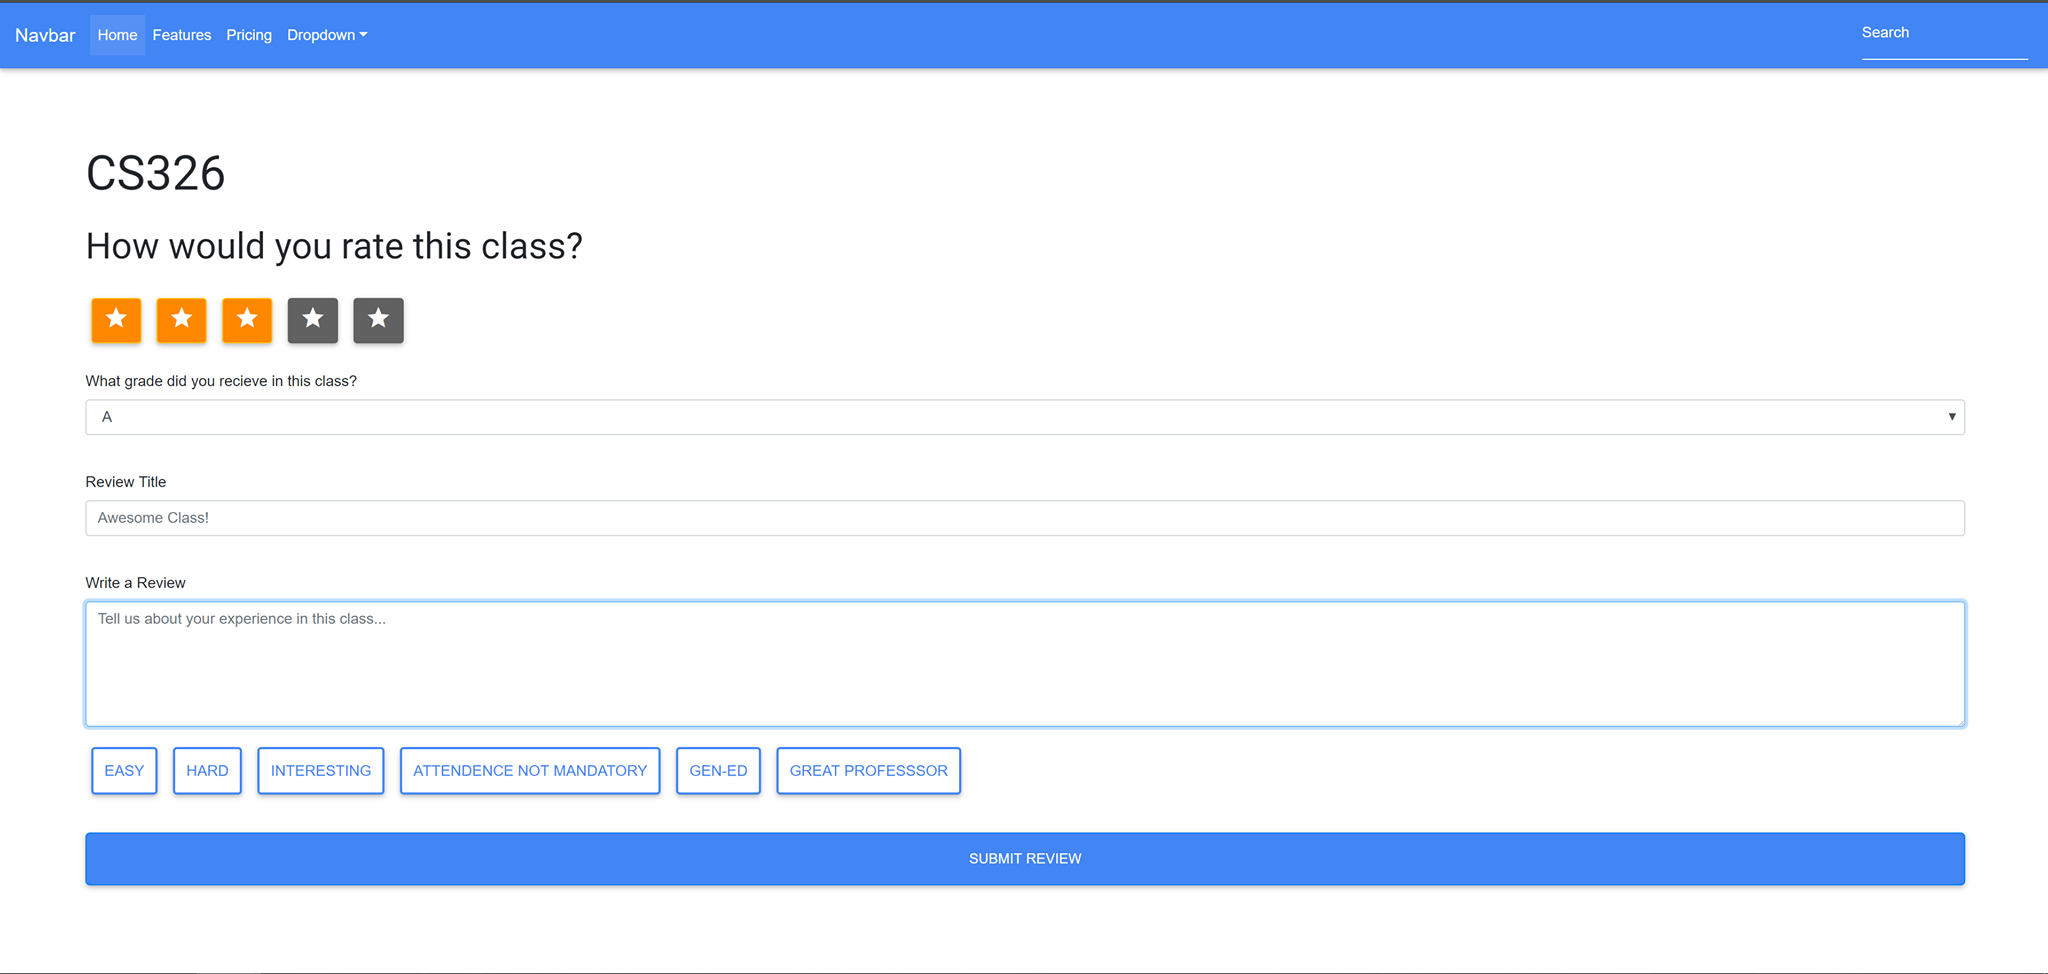 Navbar Home Features Pricing Dropdown Search
CS326
How would you rate this class?
What grade did you recieve in this class?
A
Review Title
Awesome Class!
Write a Review
Tell us about your experience in this class...
EASY HARD INTERESTING ATTENDENCE NOT MANDATORY GEN-ED GREAT PROFESSSOR
SUBMIT REVIEW